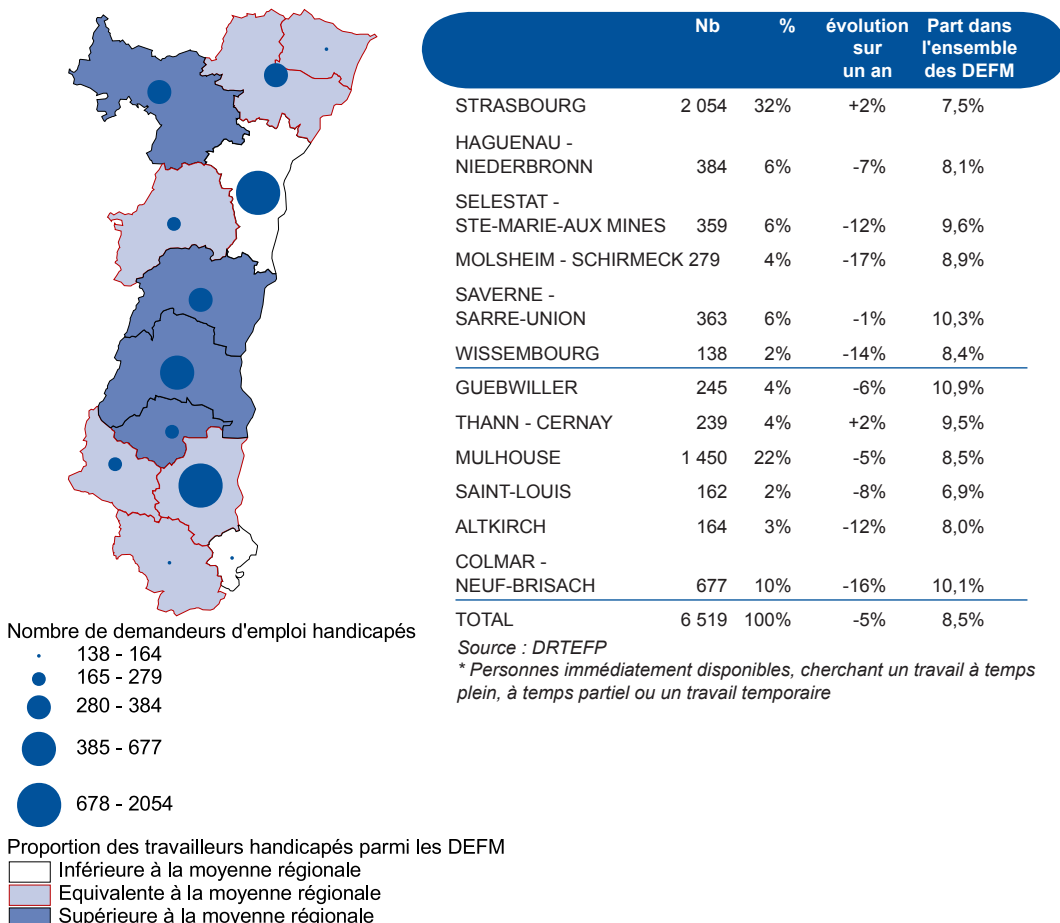 Nb % évolution sur un an Part dans l'ensemble des DEFM
STRASBOURG 2 054 32% +2% 7,5%
HAGUENAU -
NIEDERBRONN 384 6% -7% 8,1%
SELESTAT -
STE-MARIE-AUX MINES 359 6% -12% 9,6%
MOLSHEIM - SCHIRMECK 279 4% -17% 8,9%
SAVERNE -
SARRE-UNION 363 6% -1% 10,3%
WISSEMBOURG 138 2% -14% 8,4%
GUEBWILLER 245 4% -6% 10,9%
THANN - CERNAY 239 4% +2% 9,5%
MULHOUSE 1 450 22% -5% 8,5%
SAINT-LOUIS 162 2% -8% 6,9%
ALTKIRCH 164 3% -12% 8,0%
COLMAR -
NEUF-BRISACH 677 10% -16% 10,1%
TOTAL 6 519 100% -5% 8,5%
Source : DRTEFP
* Personnes immédiatement disponibles, cherchant un travail à temps
plein, à temps partiel ou un travail temporaire
Nombre de demandeurs d'emploi handicapés
138 - 164
165 - 279
280 - 384
385 - 677
678 - 2054
Proportion des travailleurs handicapés parmi les DEFM
Inférieure à la moyenne régionale
Equivalente à la moyenne régionale
Supérieure à la moyenne régionale